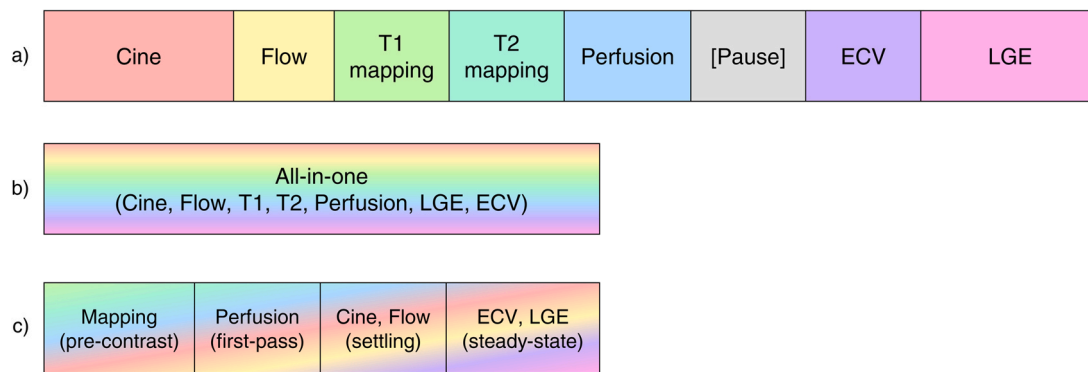 a)
Cine
Flow
T1
mapping
T2
mapping
Perfusion
[Pause]
ECV
LGE
b)
All-in-one
(Cine, Flow, T1, T2, Perfusion, LGE, ECV)
c)
Mapping
(pre-contrast)
Perfusion
(first-pass)
Cine, Flow
(settling)
ECV, LGE
(steady-state)